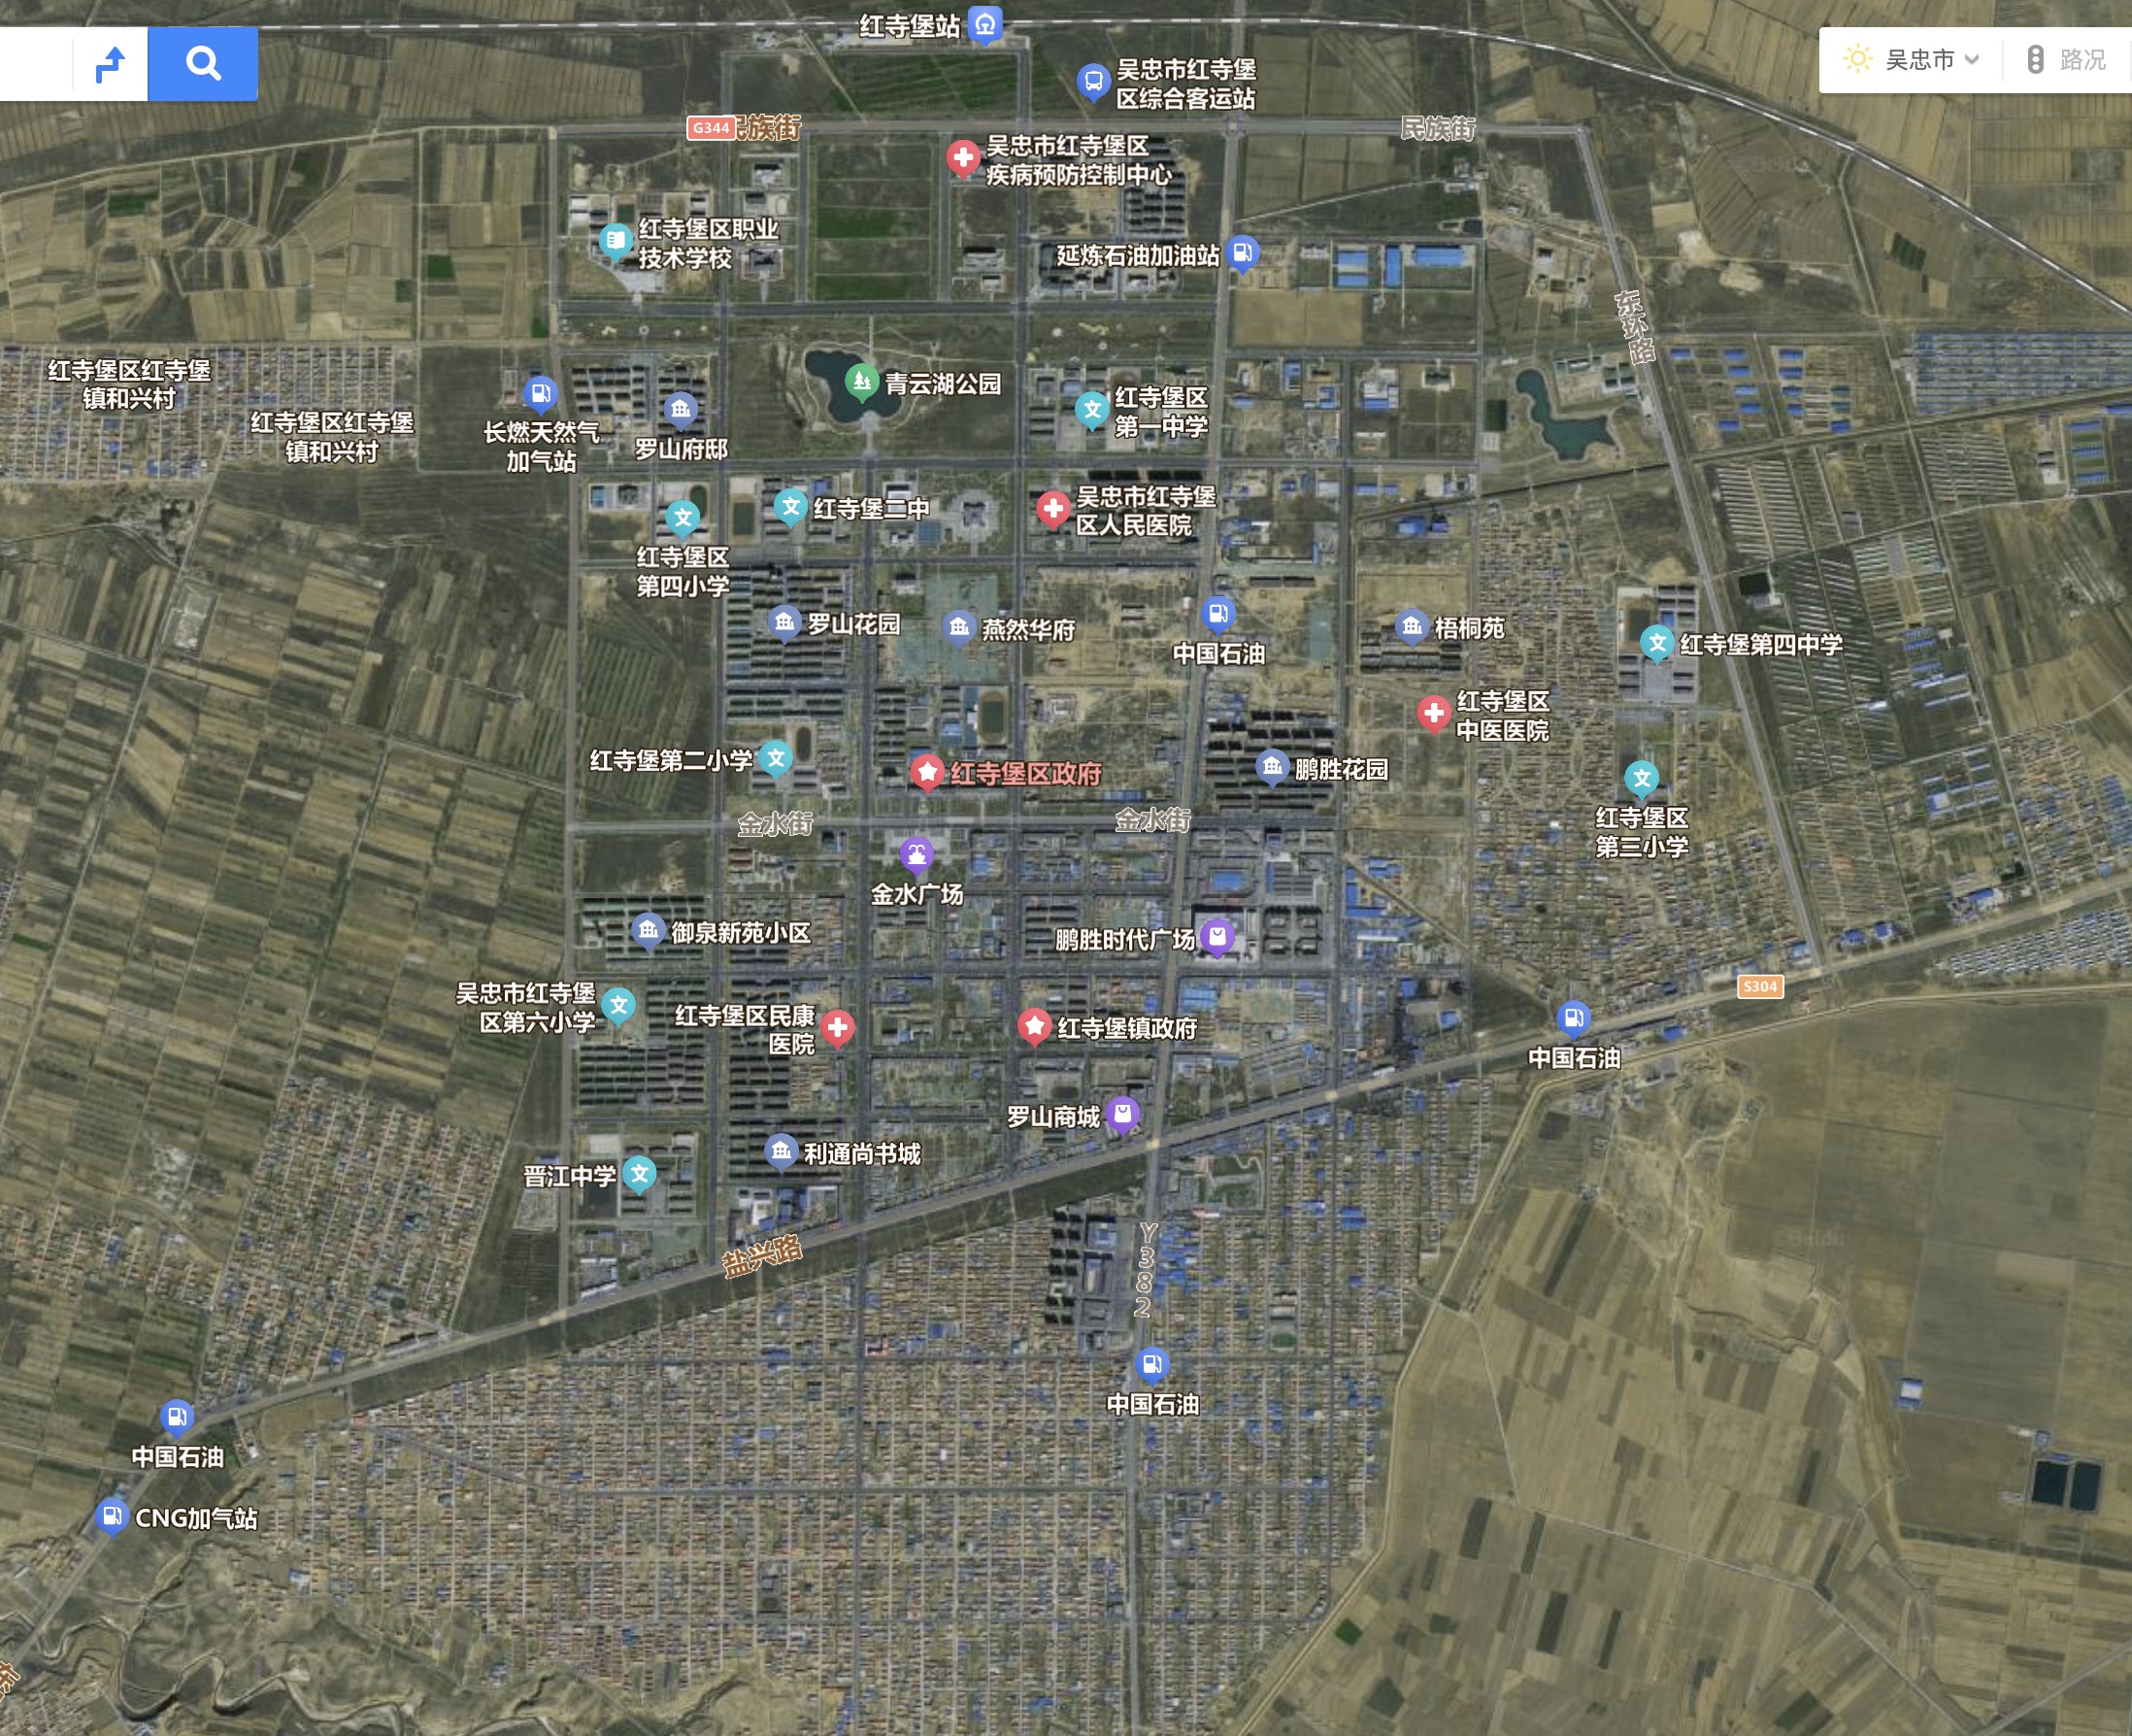 红寺堡站
吴忠市红寺堡
区综合客运站
吴忠市
路况
G344
民族街
民族街
吴忠市红寺堡区
疾病预防控制中心
红寺堡区职业
技术学校
延炼石油加油站
东环路
红寺堡区红寺堡
镇和兴村
红寺堡区红寺堡
镇和兴村
长燃天然气
加气站
罗山府邸
青云湖公园
红寺堡区
第一中学
红寺堡区
第四小学
红寺堡二中
吴忠市红寺堡
区人民医院
罗山花园
燕然华府
中国石油
梧桐苑
红寺堡第四中学
红寺堡区
中医医院
红寺堡第二小学
红寺堡区政府
鹏胜花园
红寺堡区
第三小学
金水街
金水街
金水广场
御泉新苑小区
鹏胜时代广场
S304
吴忠市红寺堡
区第六小学
红寺堡区民康
医院
红寺堡镇政府
中国石油
罗山商城
利通尚书城
晋江中学
盐兴路
Y382
中国石油
中国石油
CNG加气站
东